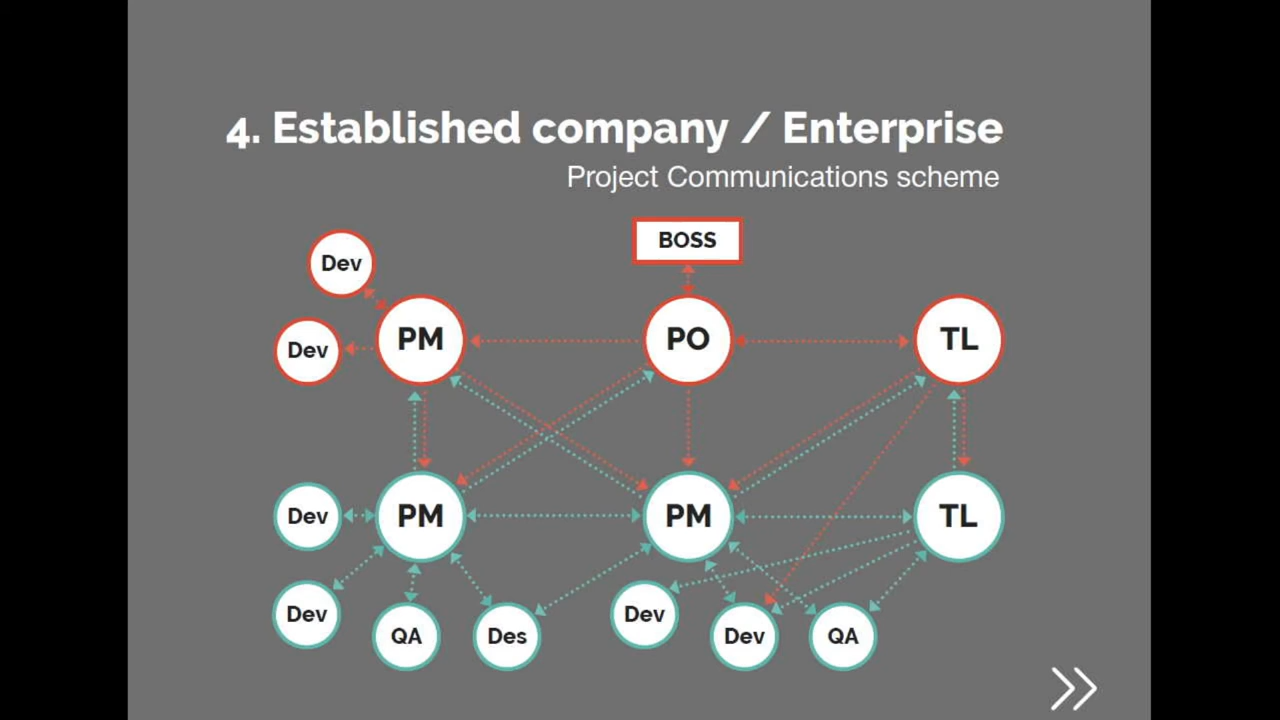 4. Established company / Enterprise
Project Communications scheme
BOSS
Dev
PM
PO
TL
Dev
Dev
PM
PM
TL
Dev
QA
Des
Dev
Dev
QA